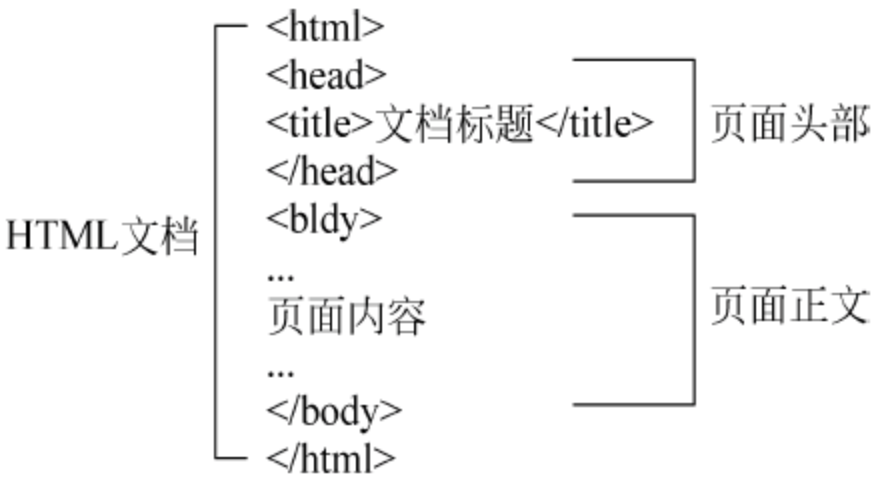 <html>
<head>
<title>文档标题</title>
页面头部
</head>
<bldy>
HTML文档
...
页面内容
页面正文
...
</body>
</html>